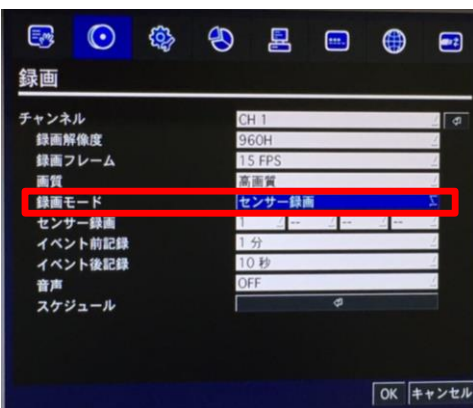 録画
チャンネル CH 1
録画解像度 960H
録画フレーム 15 FPS
画質 高画質
録画モード センサー録画
センサー録画 1 -- -- --
イベント前記録 1 分
イベント後記録 10 秒
音声 OFF
スケジュール
OK キャンセル